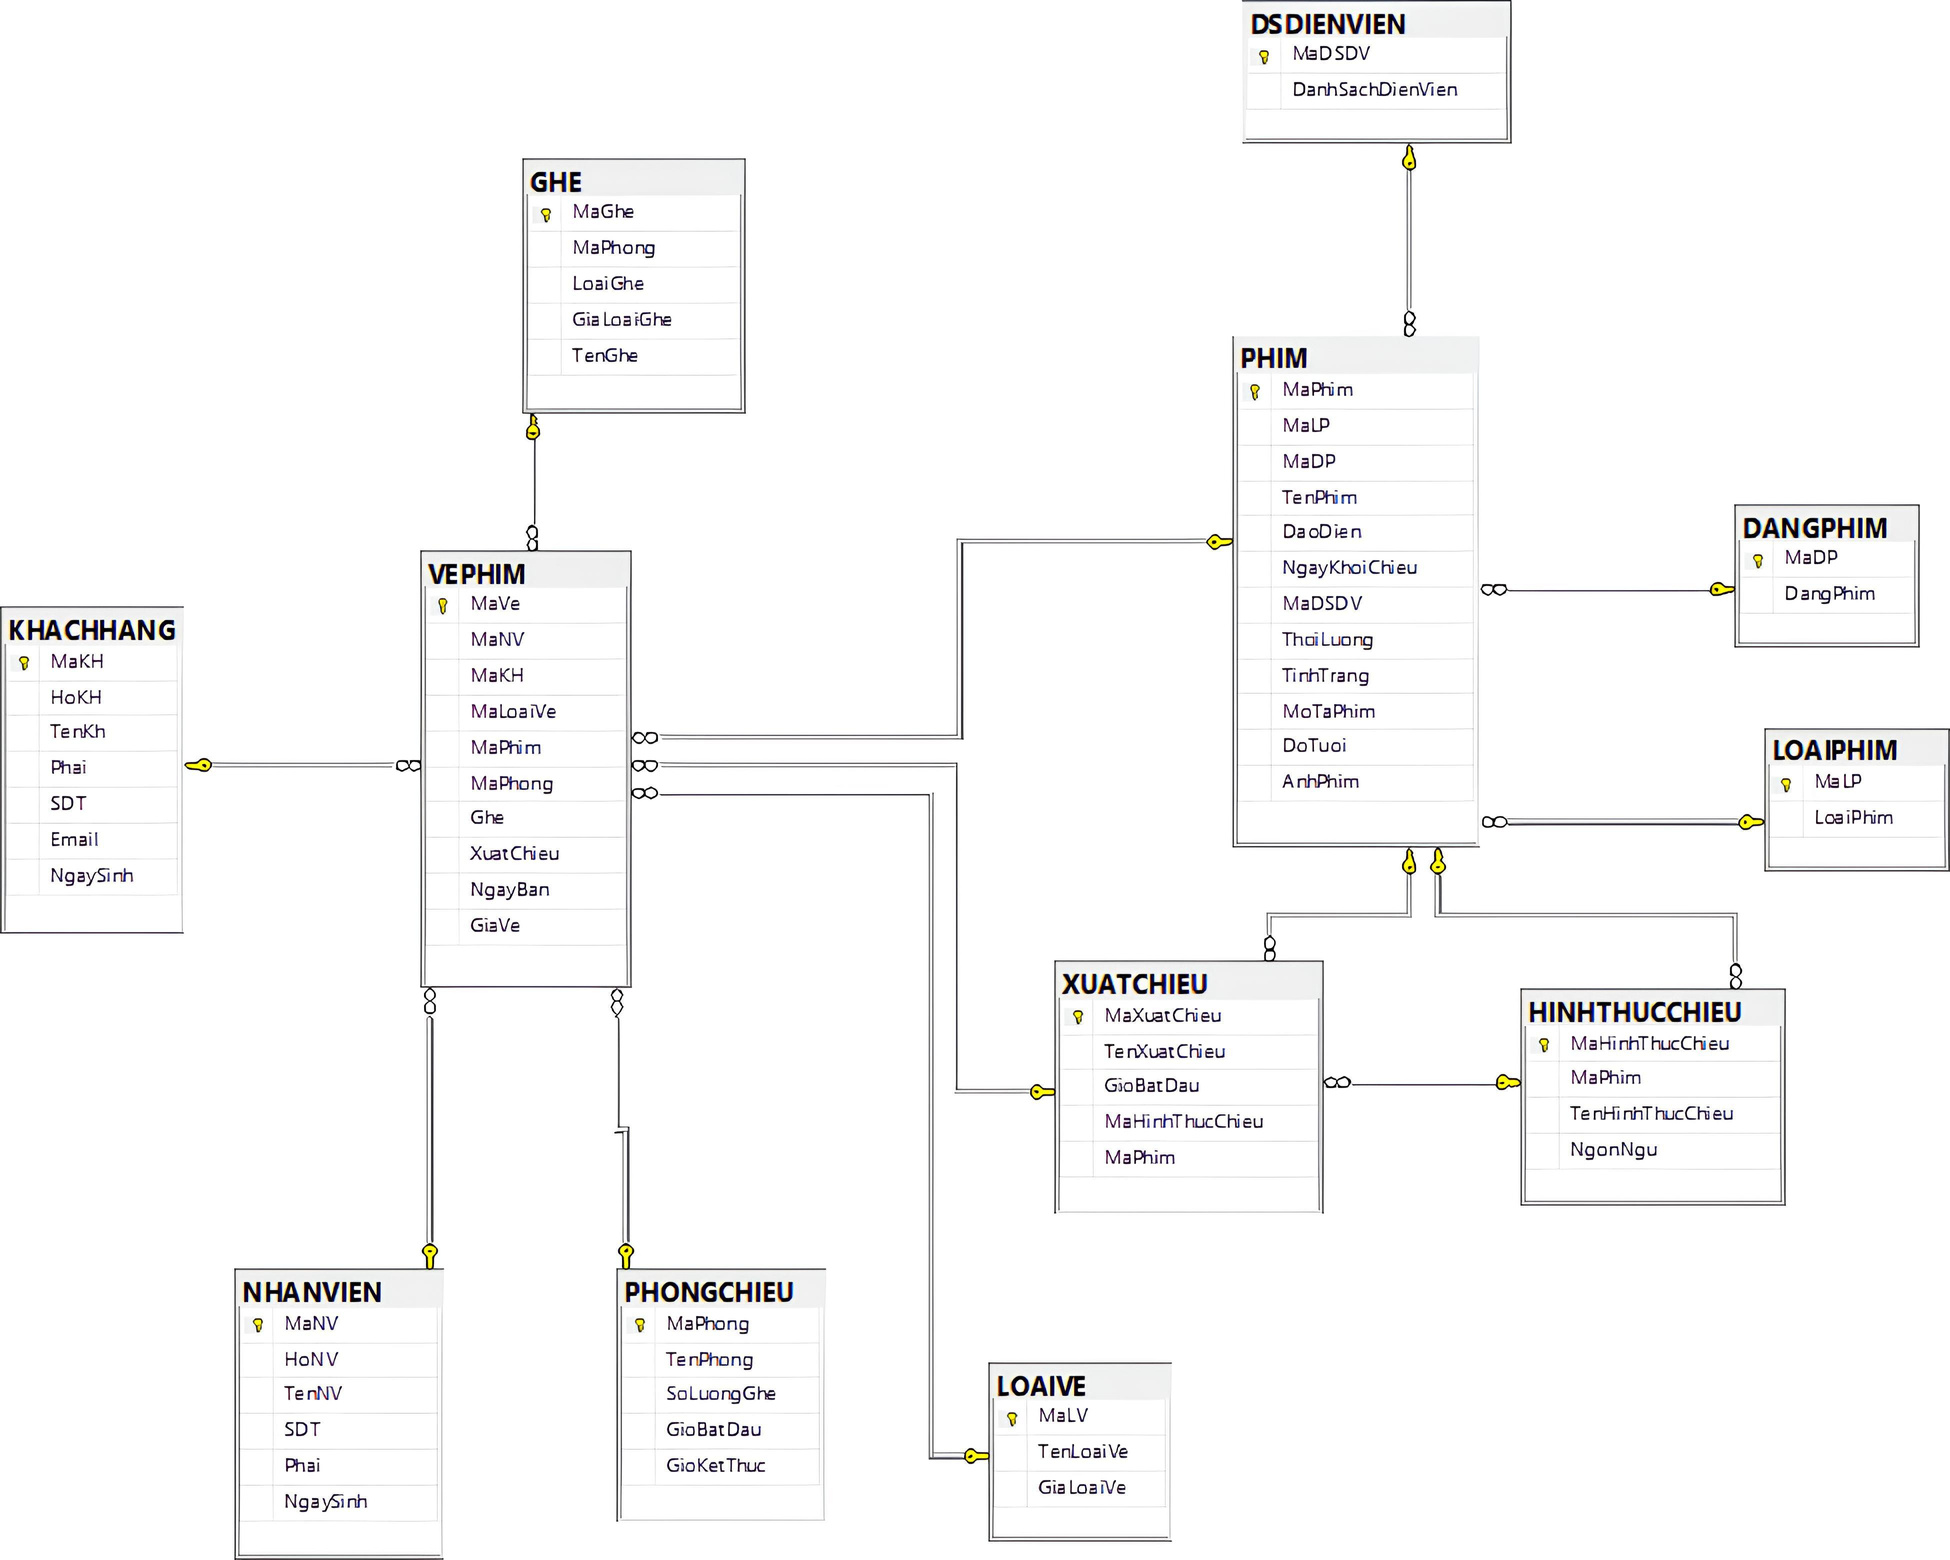 DSDIENVIEN
MaDSDV
DanhSachDienVien
GHE
MaGhe
MaPhong
LoaiGhe
GiaLoaiGhe
TenGhe
PHIM
MaPhim
MaLP
MaDP
TenPhim
DaoDien
NgayKhoiChieu
MaDSDV
ThoiLuong
TinhTrang
MoTaPhim
DoTuoi
AnhPhim
DANGPHIM
MaDP
DangPhim
VEPHIM
MaVe
MaNV
MaKH
MaLoaiVe
MaPhim
MaPhong
Ghe
XuatChieu
NgayBan
GiaVe
KHACHHANG
MaKH
HoKH
TenKh
Phai
SDT
Email
NgaySinh
LOAIPHIM
MaLP
LoaiPhim
XUATCHIEU
MaXuatChieu
TenXuatChieu
GioBatDau
MaHinhThucChieu
MaPhim
HINHTHUCCHIEU
MaHinhThucChieu
MaPhim
TenHinhThucChieu
NgonNgu
NHANVIEN
MaNV
HoNV
TenNV
SDT
Phai
NgaySinh
PHONGCHIEU
MaPhong
TenPhong
SoLuongGhe
GioBatDau
GioKetThuc
LOAIVE
MaLV
TenLoaiVe
GiaLoaiVe